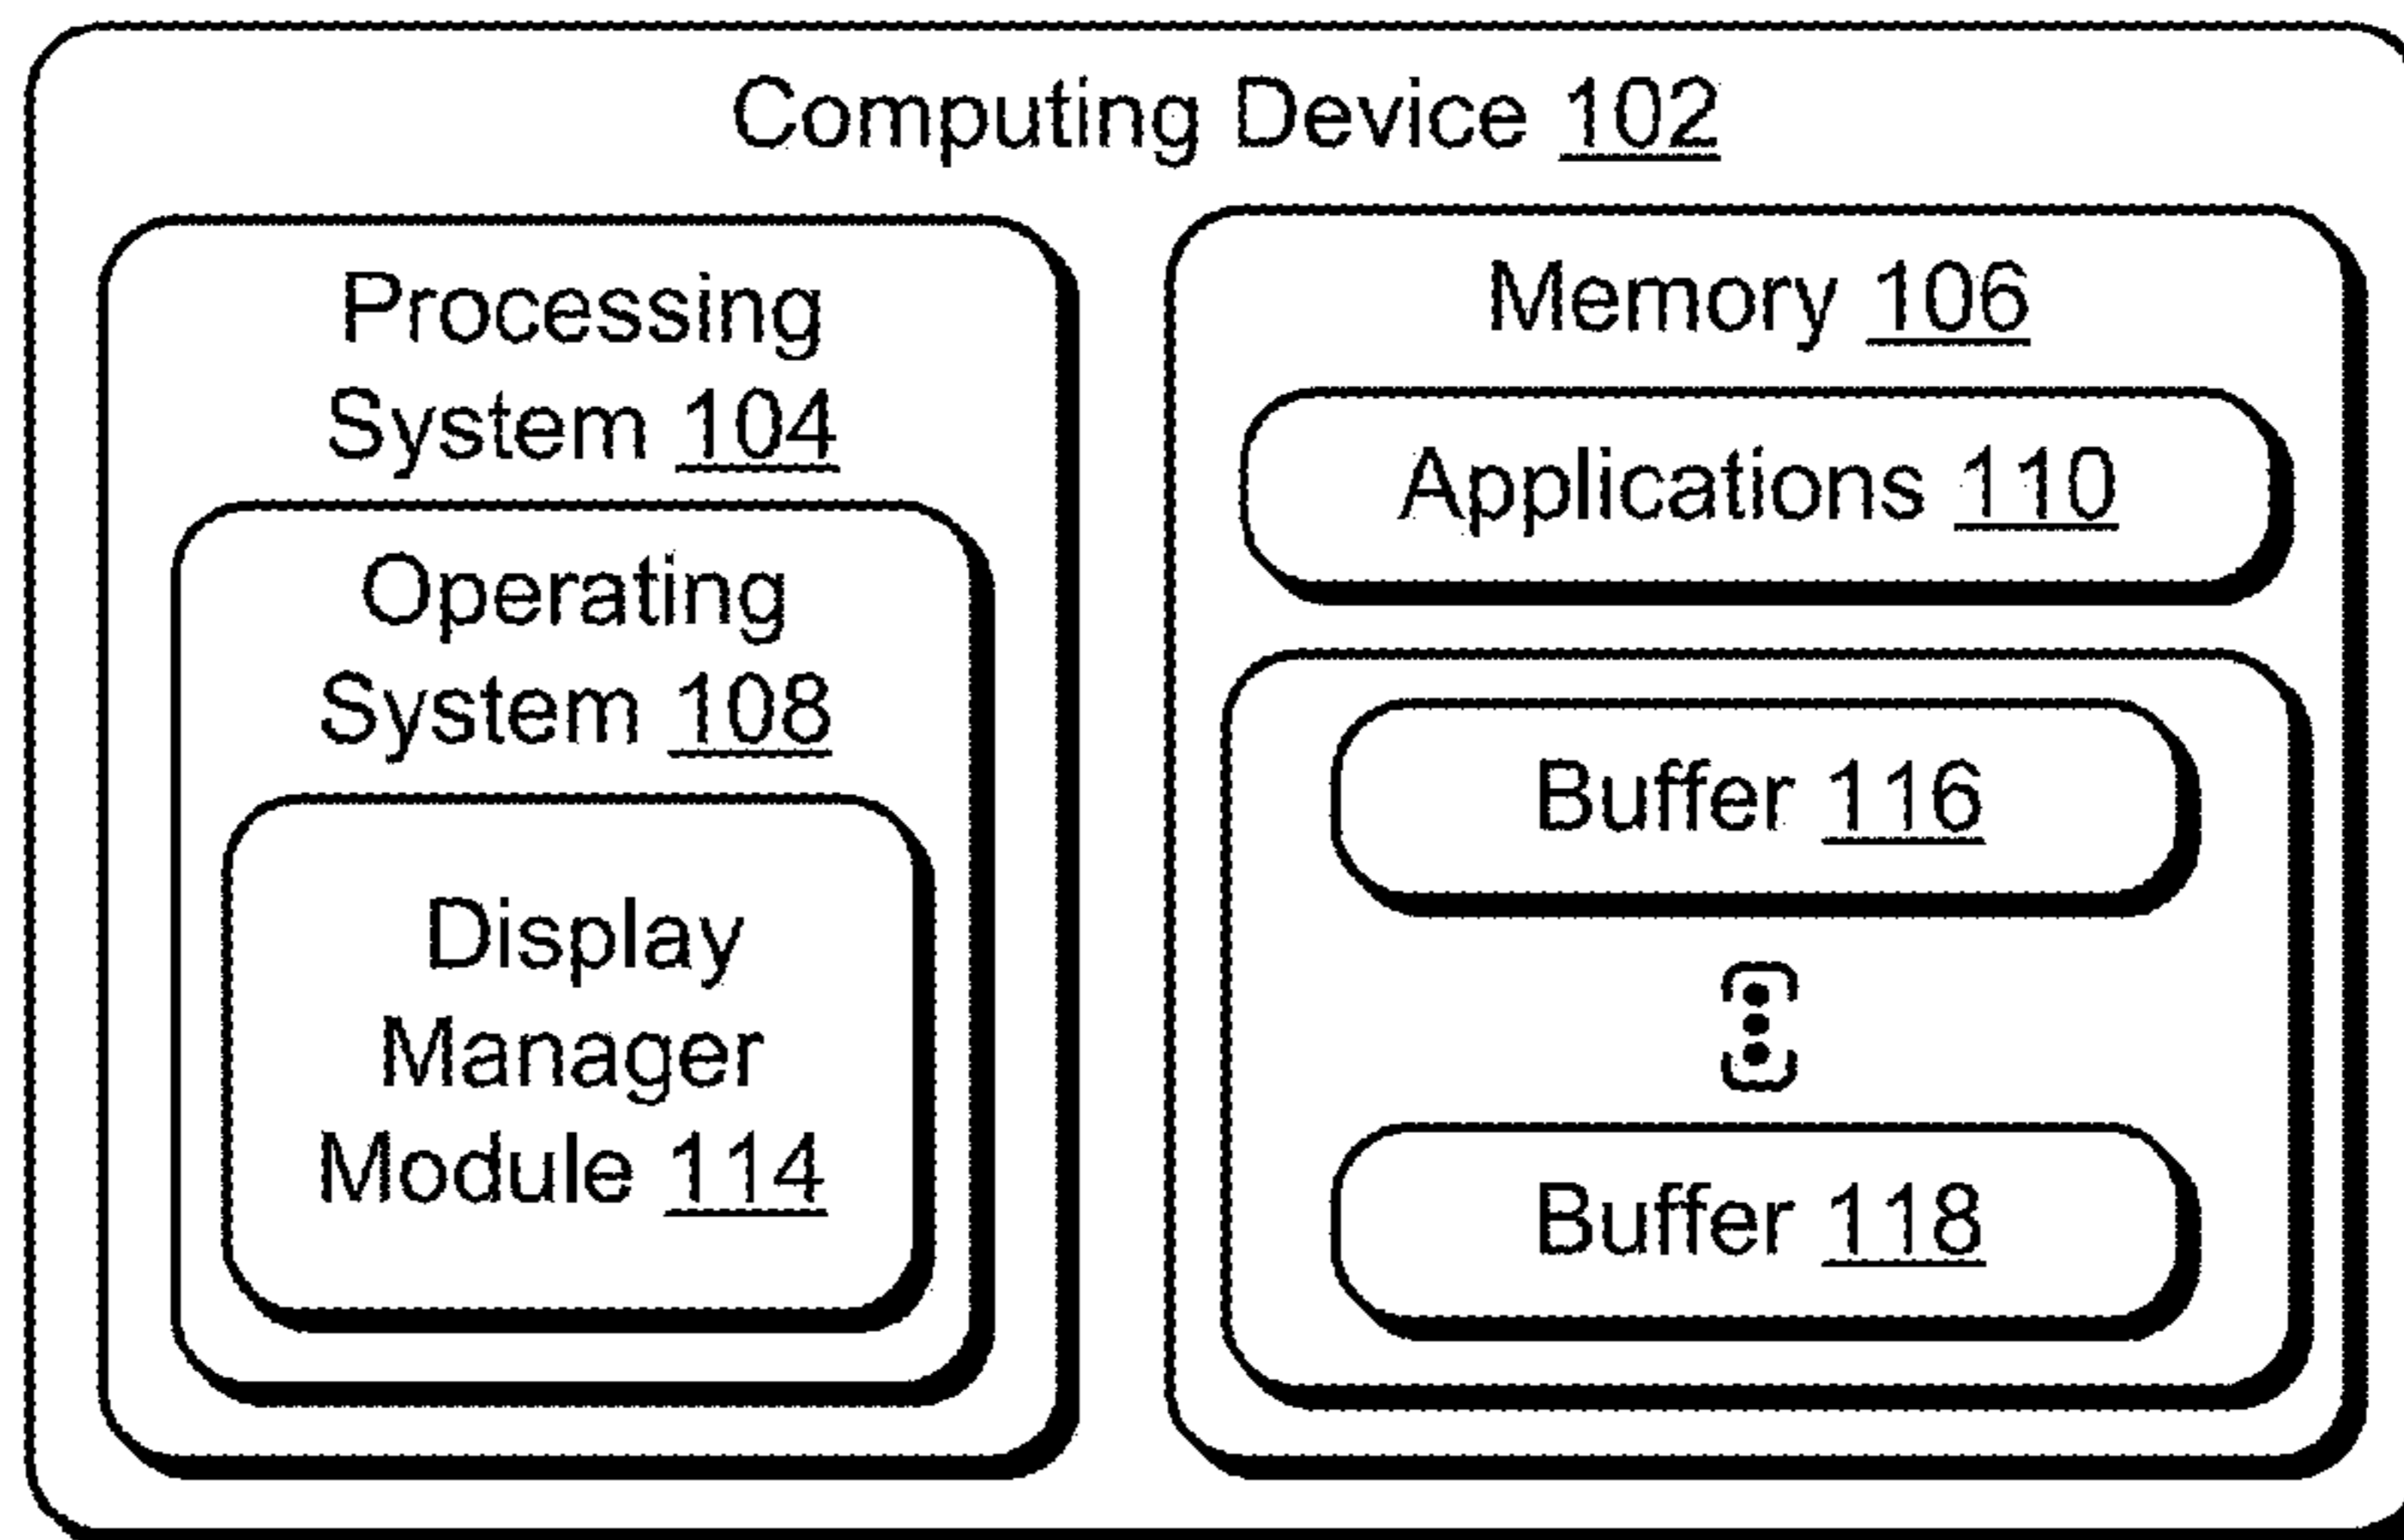 Computing Device 102
Processing
System 104
Operating
System 108
Display
Manager
Module 114
Memory 106
Applications 110
Buffer 116
Buffer 118